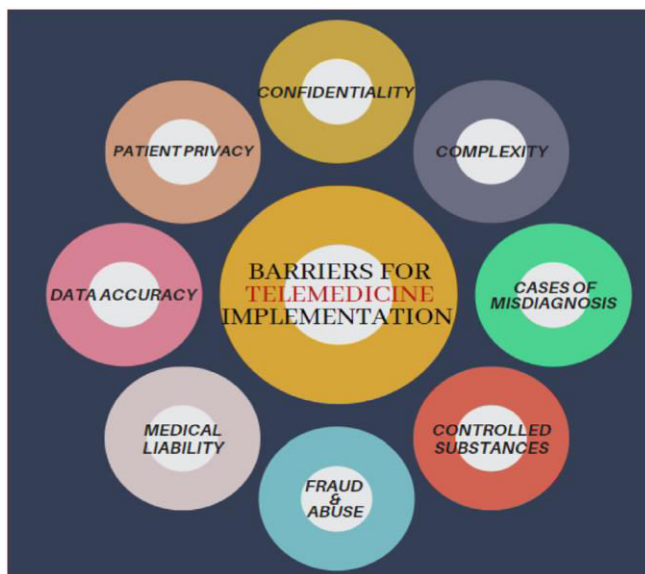 CONFIDENTIALITY
PATIENT PRIVACY
COMPLEXITY
BARRIERS FOR
TELEMEDICINE
IMPLEMENTATION
DATA ACCURACY
CASES OF
MISDIAGNOSIS
MEDICAL
LIABILITY
CONTROLLED
SUBSTANCES
FRAUD
&
ABUSE